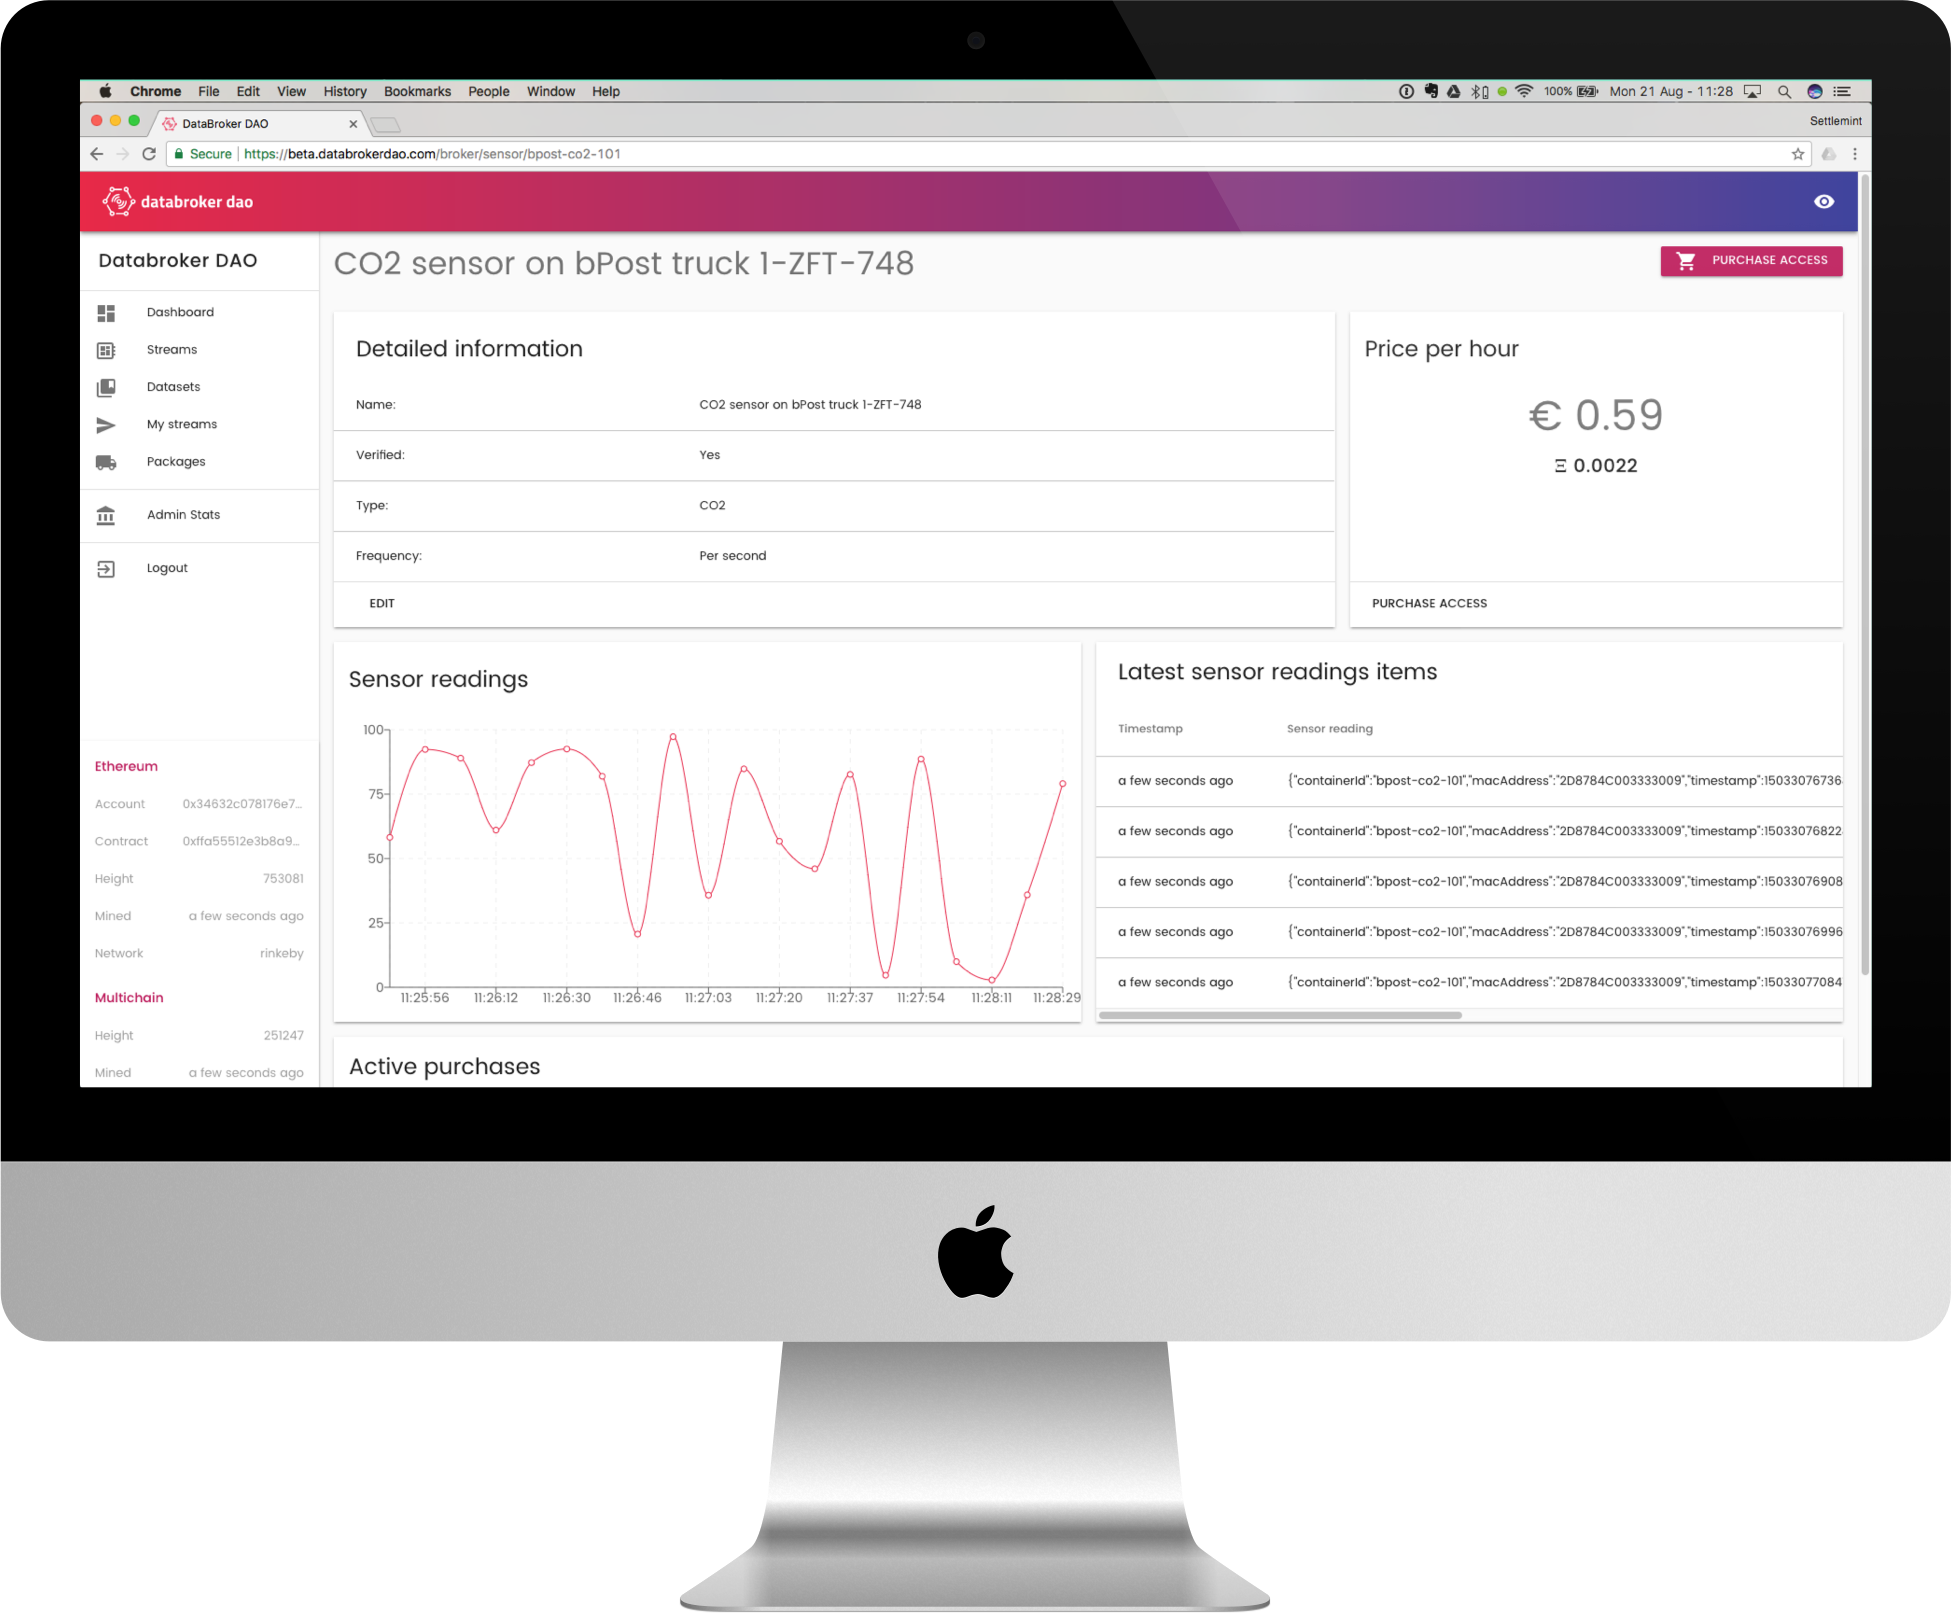 Chrome File Edit View History Bookmarks People Window Help 100% Mon 21 Aug - 11:28
DataBroker DAO
Settlemint
Secure https://beta.databrokerdao.com/broker/sensor/bpost-co2-101
databroker dao
Databroker DAO
Dashboard
Streams
Datasets
My streams
Packages
Admin Stats
Logout
Ethereum
Account 0x34632c078176e7...
Contract 0xffa55512e3b8a9...
Height 753081
Mined a few seconds ago
Network rinkeby
Multichain
Height 251247
Mined a few seconds ago
CO2 sensor on bPost truck 1-ZFT-748
PURCHASE ACCESS
Detailed information
Name: CO2 sensor on bPost truck 1-ZFT-748
Verified: Yes
Type: CO2
Frequency: Per second
EDIT
Price per hour
€ 0.59
Ξ 0.0022
PURCHASE ACCESS
Sensor readings
100
75
50
25
0
11:25:56 11:26:12 11:26:30 11:26:46 11:27:03 11:27:20 11:27:37 11:27:54 11:28:11 11:28:29
Latest sensor readings items
Timestamp Sensor reading
a few seconds ago {"containerId":"bpost-co2-101","macAddress":"2D8784C003333009","timestamp":15033076736
a few seconds ago {"containerId":"bpost-co2-101","macAddress":"2D8784C003333009","timestamp":15033076822
a few seconds ago {"containerId":"bpost-co2-101","macAddress":"2D8784C003333009","timestamp":15033076908
a few seconds ago {"containerId":"bpost-co2-101","macAddress":"2D8784C003333009","timestamp":15033076996
a few seconds ago {"containerId":"bpost-co2-101","macAddress":"2D8784C003333009","timestamp":15033077084
Active purchases